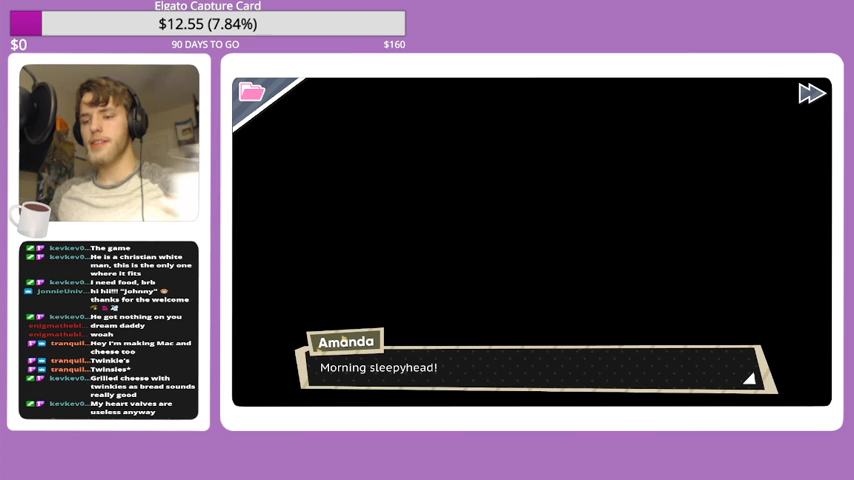 Elgato Capture Card
$12.55 (7.84%)
$0
90 DAYS TO GO
$160
kevkev0...The game
kevkev0...He is a christian white
man, this is the only one
where it fits
kevkev0...I need food, brb
JonnieUniv...hi hi!!! "Johnny"
thanks for the welcome
kevkev0...He got nothing on you
enigmathebl...dream daddy
enigmathebl...woah
tranquil...Hey I'm making Mac and
cheese too
tranquil...Twinkie's
tranquil...Twinsies*
kevkev0...Grilled cheese with
twinkies as bread sounds
really good
kevkev0...My heart valves are
useless anyway
Amanda
Morning sleepyhead!